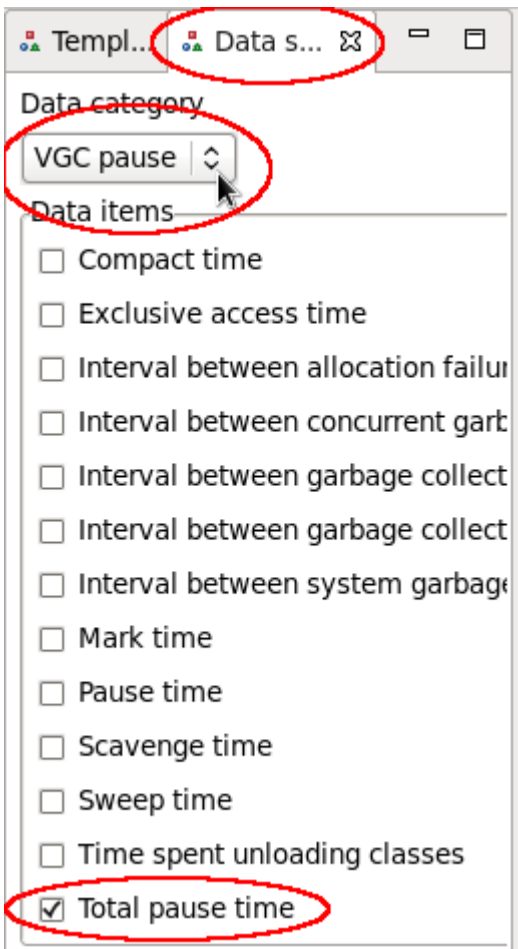 Templ... Data s...
Data category
VGC pause
Data items
Compact time
Exclusive access time
Interval between allocation failur
Interval between concurrent garb
Interval between garbage collect
Interval between garbage collect
Interval between system garbage
Mark time
Pause time
Scavenge time
Sweep time
Time spent unloading classes
Total pause time